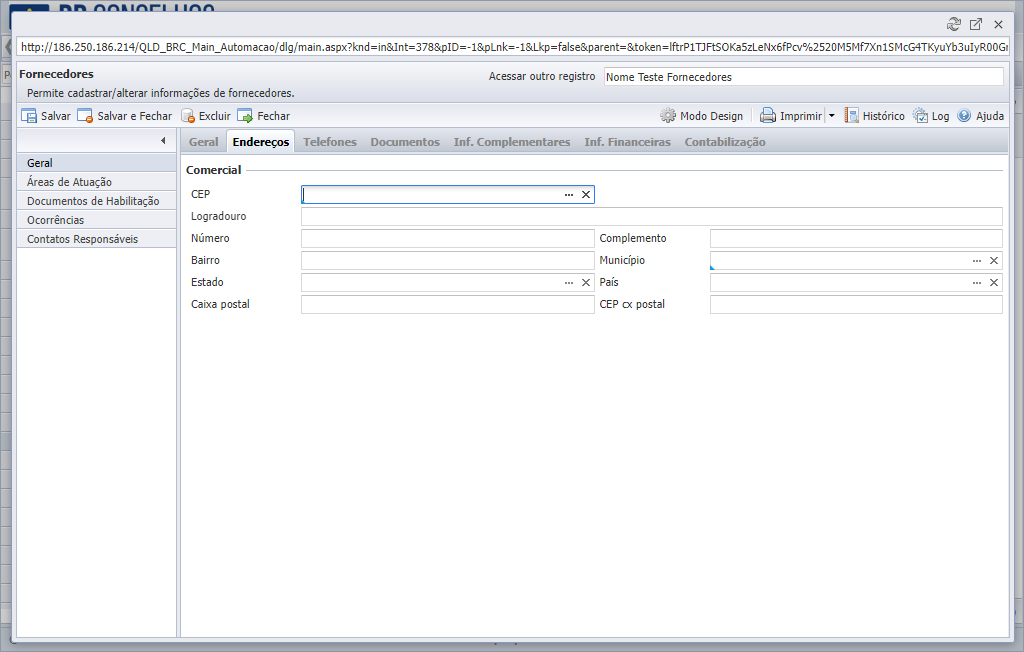 BR CONSELHOS
http://186.250.186.214/QLD_BRC_Main_Automacao/dlg/main.aspx?knd=in&Int=378&pID=-1&pLnk=-1&Lkp=false&parent=&token=lftrP1TJFtSOKa5zLeNx6fPcv%2520M5Mf7Xn1SMcG4TKyuYb3uIyR00Gr
Fornecedores
Acessar outro registro Nome Teste Fornecedores
Permite cadastrar/alterar informações de fornecedores.
Salvar Salvar e Fechar Excluir Fechar Modo Design Imprimir Histórico Log Ajuda
Geral Endereços Telefones Documentos Inf. Complementares Inf. Financeiras Contabilização
Geral
Áreas de Atuação
Documentos de Habilitação
Ocorrências
Contatos Responsáveis
Comercial
CEP
Logradouro
Número Complemento
Bairro Município
Estado País
Caixa postal CEP cx postal